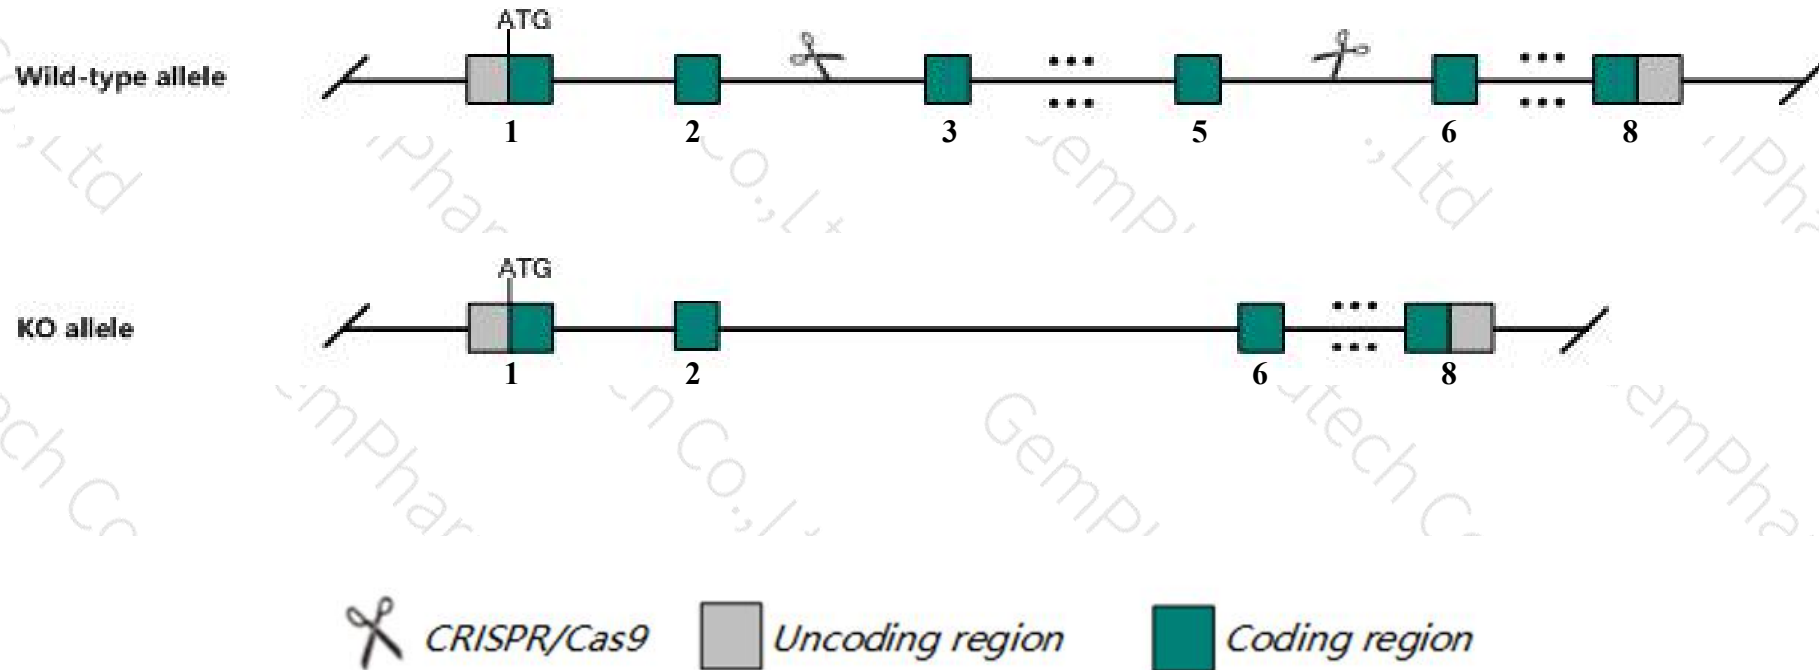 ATG
Wild-type allele
1 2 3 5 6 8
ATG
KO allele
1 2 6 8
CRISPR/Cas9 Uncoding region Coding region